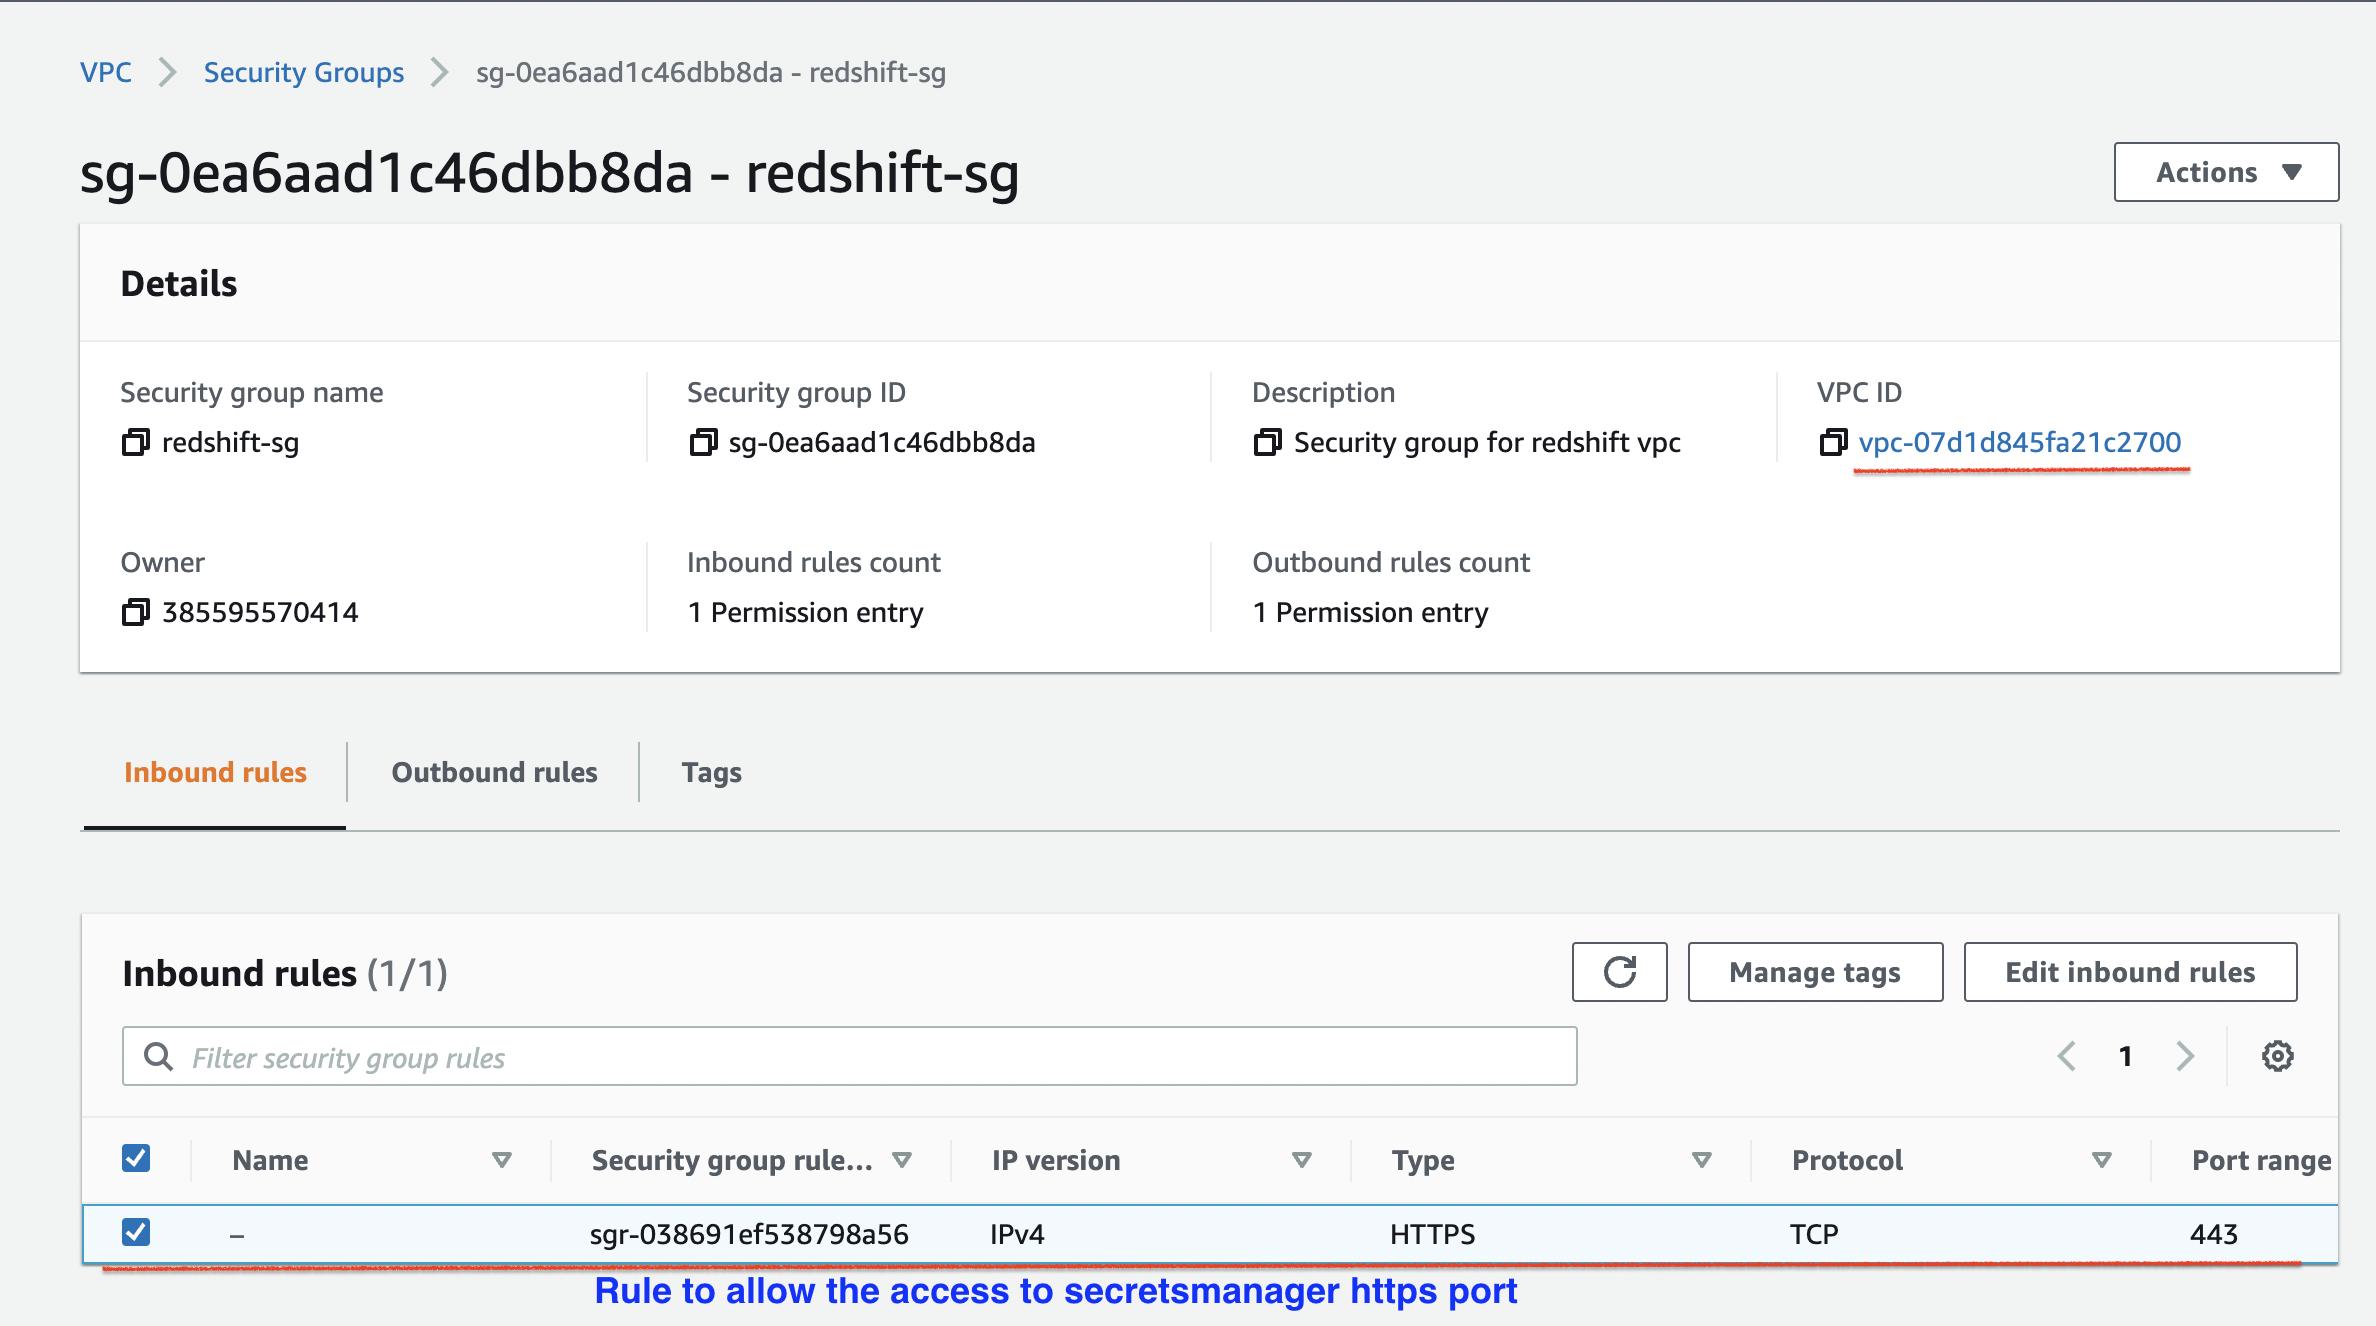 VPC > Security Groups > sg-0ea6aad1c46dbb8da - redshift-sg
sg-0ea6aad1c46dbb8da - redshift-sg
Actions
Details
Security group name
redshift-sg
Security group ID
sg-0ea6aad1c46dbb8da
Description
Security group for redshift vpc
VPC ID
vpc-07d1d845fa21c2700
Owner
385595570414
Inbound rules count
1 Permission entry
Outbound rules count
1 Permission entry
Inbound rules
Outbound rules
Tags
Inbound rules (1/1)
Manage tags
Edit inbound rules
Filter security group rules
1
Name Security group rule... IP version Type Protocol Port range
– sgr-038691ef538798a56 IPv4 HTTPS TCP 443
Rule to allow the access to secretsmanager https port